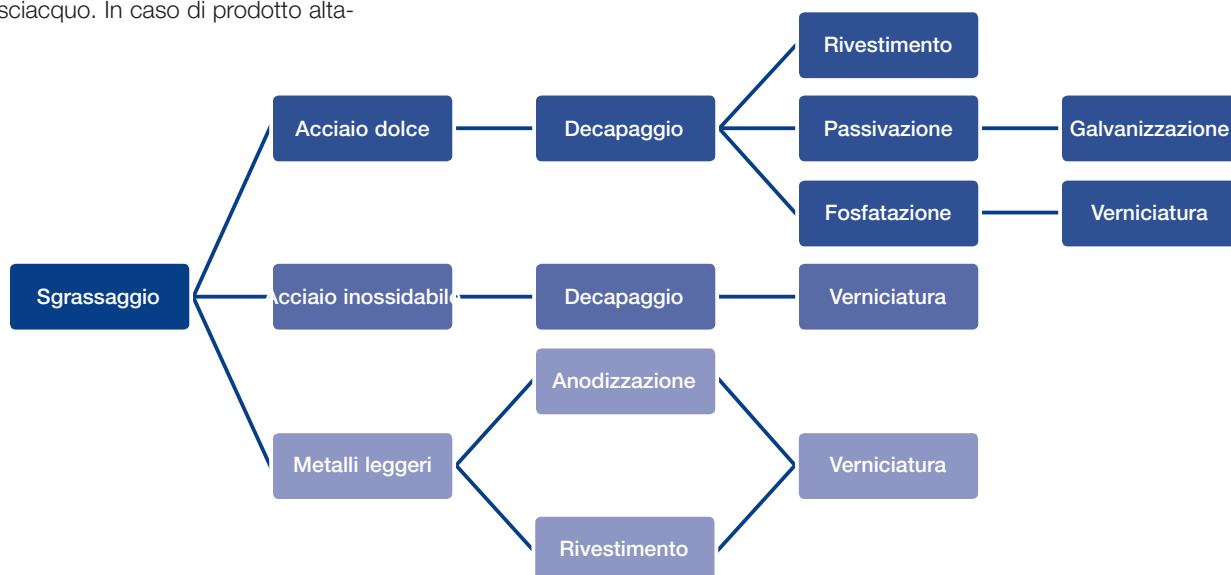 sciacquo. In caso di prodotto alta-
Rivestimento
Acciaio dolce
Decapaggio
Passivazione
Galvanizzazione
Fosfatazione
Verniciatura
Sgrassaggio
Acciaio inossidabile
Decapaggio
Verniciatura
Anodizzazione
Metalli leggeri
Verniciatura
Rivestimento